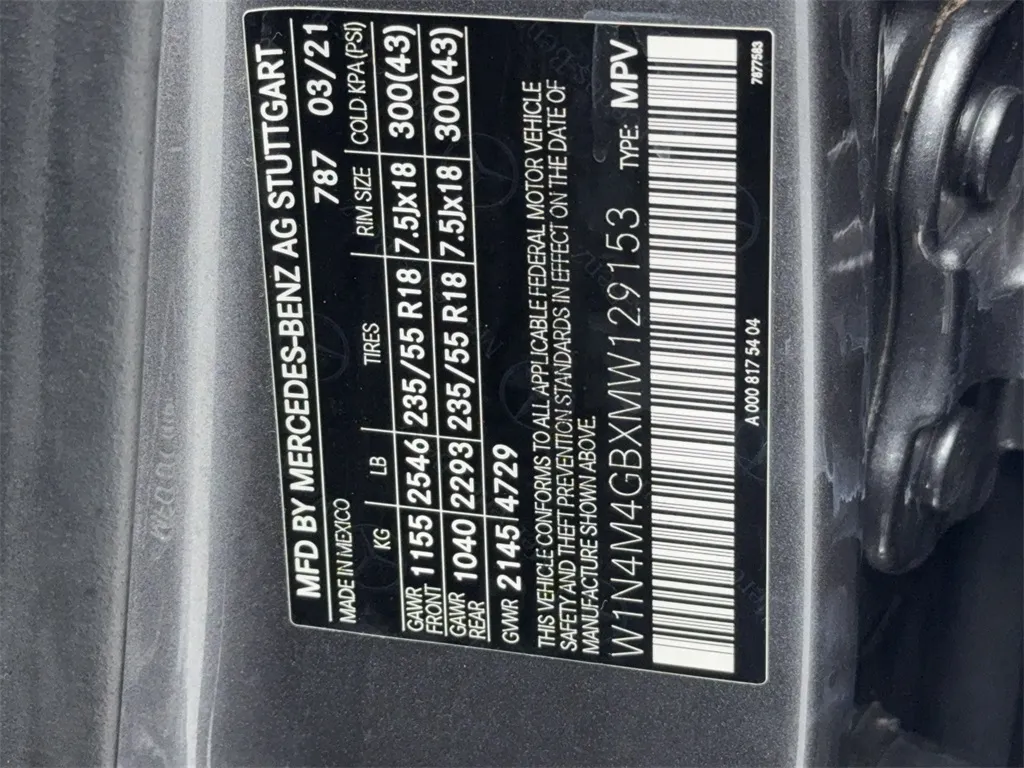 MFD BY MERCEDES-BENZ AG STUTTGART
MADE IN MEXICO 787 03/21
KG LB TIRES RIM SIZE COLD KPA(PSI)
GAWR FRONT 1155 2546 235/55 R18 7.5Jx18 300(43)
GAWR REAR 1040 2293 235/55 R18 7.5Jx18 300(43)
GVWR 2145 4729
THIS VEHICLE CONFORMS TO ALL APPLICABLE FEDERAL MOTOR VEHICLE
SAFETY AND THEFT PREVENTION STANDARDS IN EFFECT ON THE DATE OF
MANUFACTURE SHOWN ABOVE.
W1N4M4GBXMW129153 TYPE: MPV
A 000 817 54 04 7677583